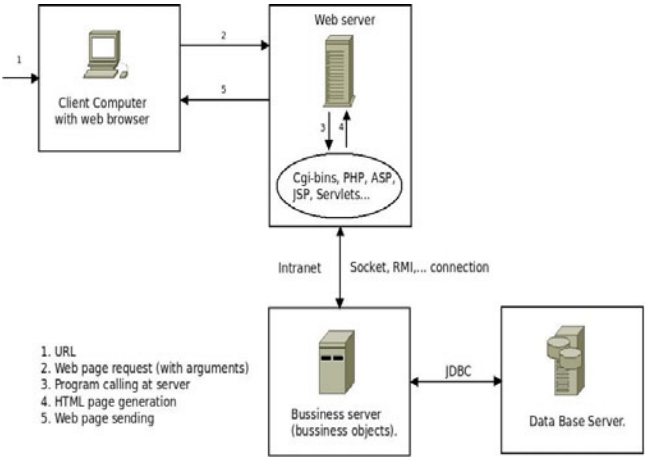 Web server
1
2
5
Client Computer
with web browser
3
4
Cgi-bins, PHP, ASP,
JSP, Servlets...
Intranet
Socket, RMI,... connection
1. URL
2. Web page request (with arguments)
3. Program calling at server
4. HTML page generation
5. Web page sending
JDBC
Bussiness server
(bussiness objects).
Data Base Server.